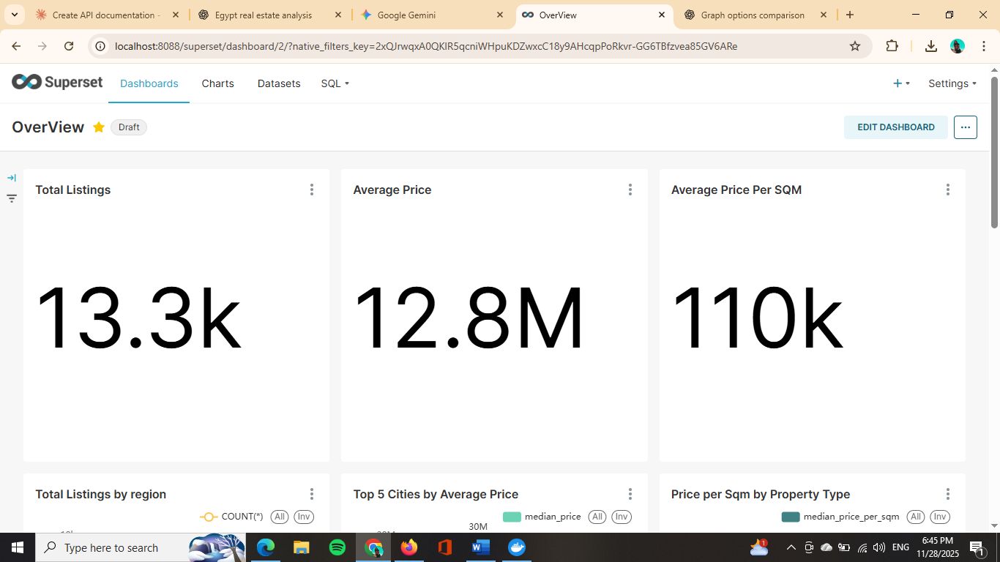 Create API documentation -
Egypt real estate analysis
Google Gemini
OverView
Graph options comparison
localhost:8088/superset/dashboard/2/?native_filters_key=2xQJrwqxA0QKlR5qcniWHpuKDZwxcC18y9AHcqpPoRkvr-GG6TBfzvea85GV6ARe
Superset
Dashboards
Charts
Datasets
SQL
Settings
OverView
Draft
EDIT DASHBOARD
Total Listings
Average Price
Average Price Per SQM
13.3k
12.8M
110k
Total Listings by region
Top 5 Cities by Average Price
Price per Sqm by Property Type
COUNT(*) All Inv
median_price All Inv
median_price_per_sqm All Inv
30M
Type here to search
1
ENG
6:45 PM
11/28/2025
1